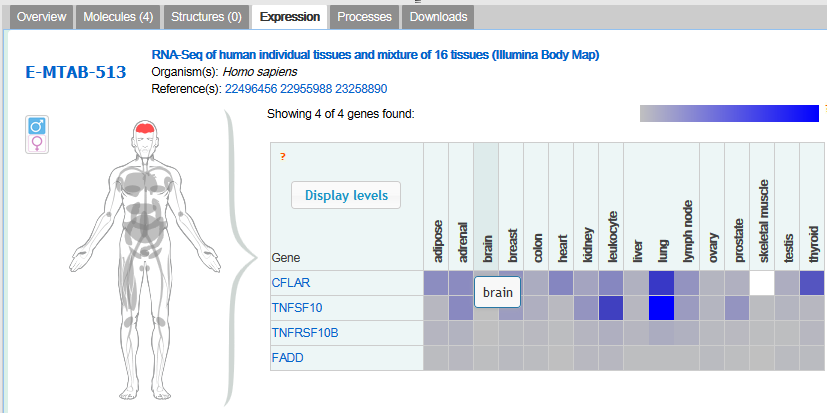 Overview Molecules (4) Structures (0) Expression Processes Downloads
RNA-Seq of human individual tissues and mixture of 16 tissues (Illumina Body Map)
E-MTAB-513
Organism(s): Homo sapiens
Reference(s): 22496456 22955988 23258890
Showing 4 of 4 genes found:
?
Display levels
Gene
adipose
adrenal
brain
breast
colon
heart
kidney
leukocyte
liver
lung
lymph node
ovary
prostate
skeletal muscle
testis
thyroid
CFLAR
brain
TNFSF10
TNFRSF10B
FADD